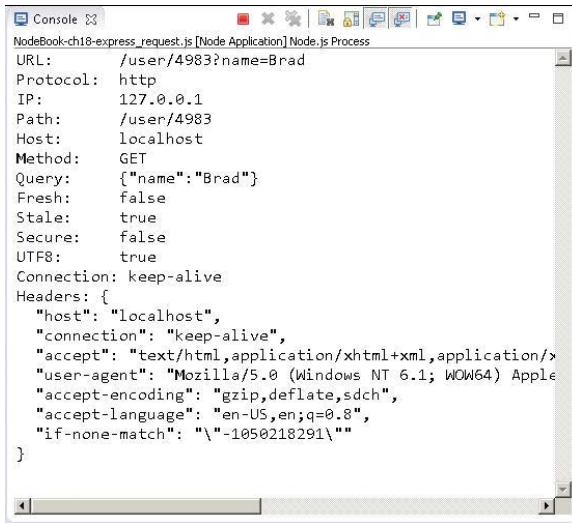 Console
NodeBook-ch18-express_request.js [Node Application] Node.js Process
URL: /user/4983?name=Brad
Protocol: http
IP: 127.0.0.1
Path: /user/4983
Host: localhost
Method: GET
Query: {"name":"Brad"}
Fresh: false
Stale: true
Secure: false
UTF8: true
Connection: keep-alive
Headers: {
"host": "localhost",
"connection": "keep-alive",
"accept": "text/html,application/xhtml+xml,application/x
"user-agent": "Mozilla/5.0 (Windows NT 6.1; WOW64) Apple
"accept-encoding": "gzip,deflate,sdch",
"accept-language": "en-US,en;q=0.8",
"if-none-match": "\"-1050218291\""
}